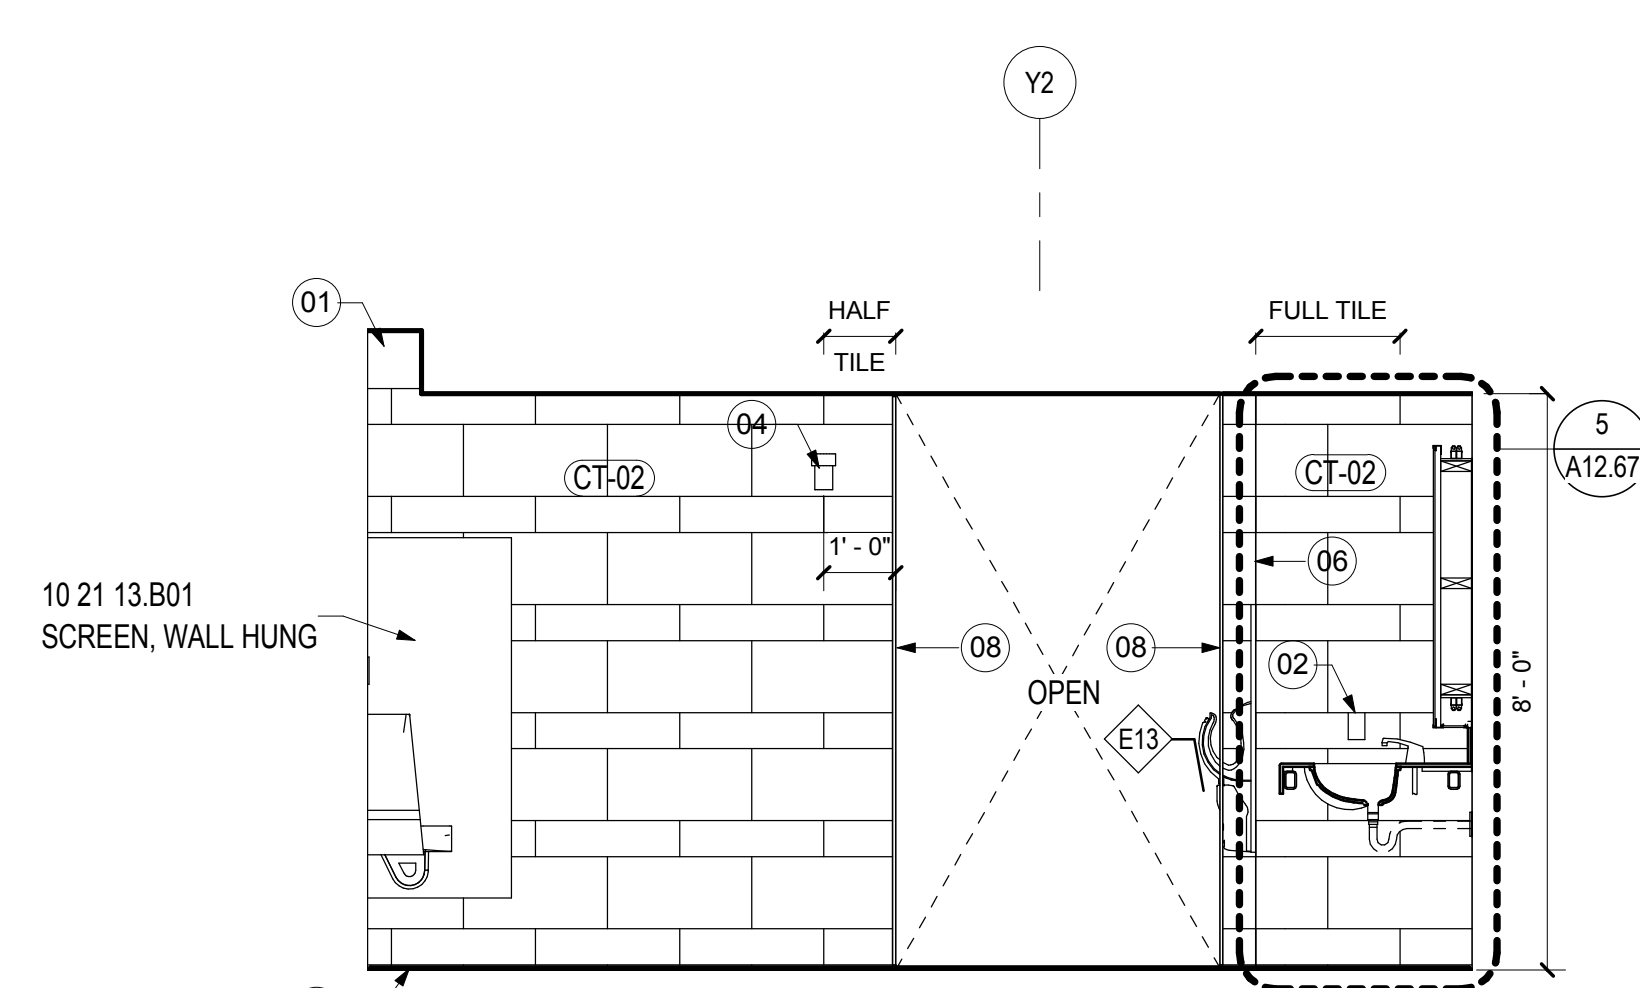 Y2
01
HALF
TILE
FULL TILE
04
5
A12.67
CT-02
CT-02
1' - 0"
06
10 21 13.B01
SCREEN, WALL HUNG
08
08
02
8' - 0"
OPEN
E13